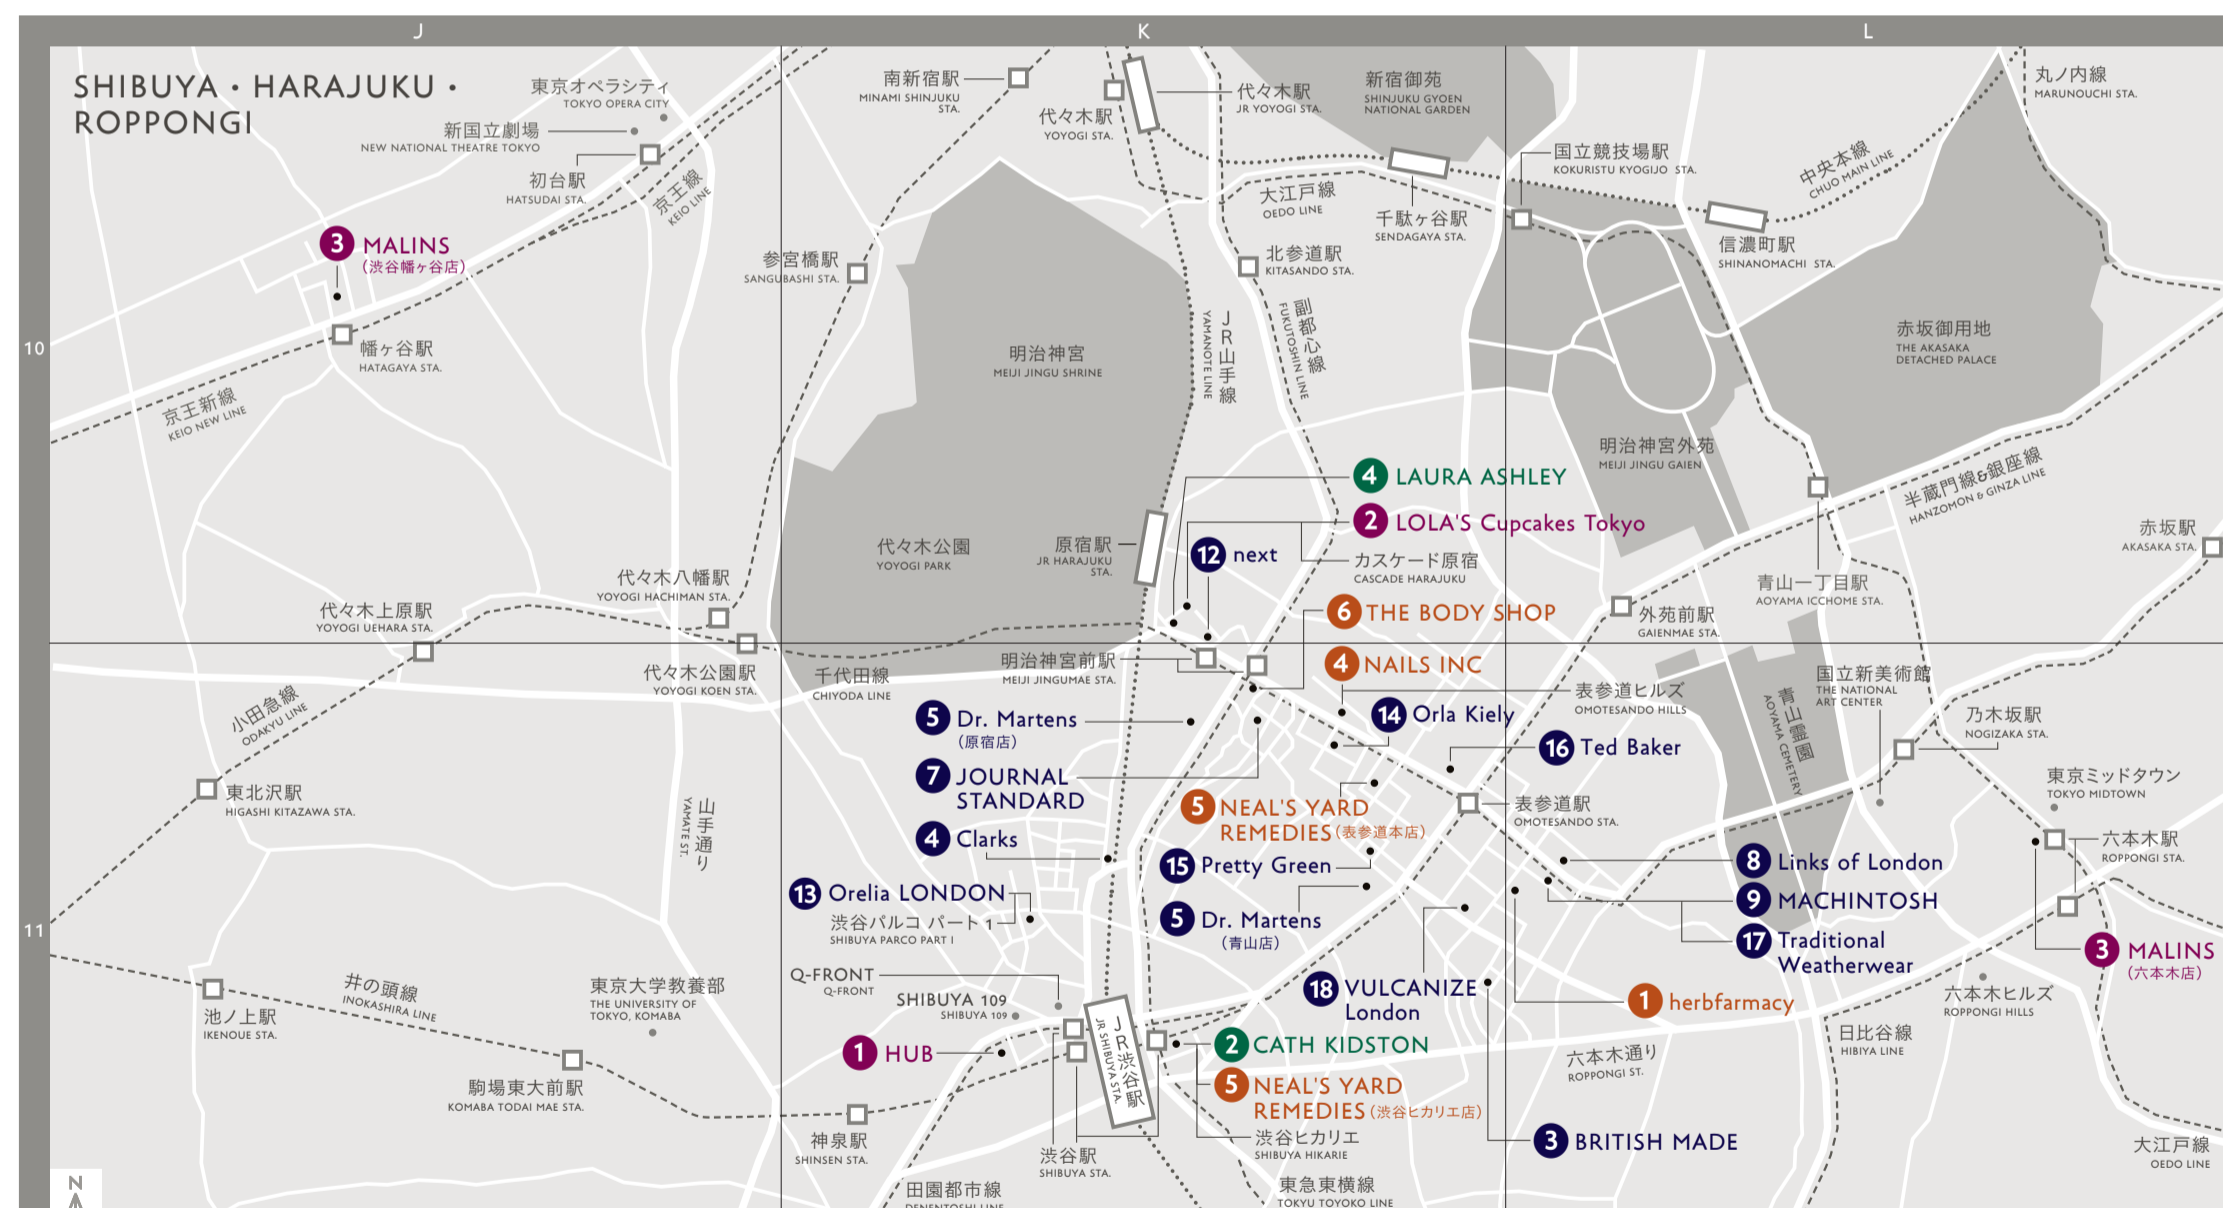 J
K
L
10
11
SHIBUYA・HARAJUKU・
ROPPONGI
東京オペラシティ
TOKYO OPERA CITY
新国立劇場
NEW NATIONAL THEATRE TOKYO
初台駅
HATSUDAI STA.
京王線
KEIO LINE
3 MALINS
(渋谷幡ヶ谷店)
幡ヶ谷駅
HATAGAYA STA.
京王新線
KEIO NEW LINE
南新宿駅
MINAMI SHINJUKU
STA.
代々木駅
YOYOGI STA.
代々木駅
JR YOYOGI STA.
新宿御苑
SHINJUKU GYOEN
NATIONAL GARDEN
丸ノ内線
MARUNOUCHI STA.
国立競技場駅
KOKURISTU KYOGIJO STA.
中央本線
CHUO MAIN LINE
大江戸線
OEDO LINE
千駄ヶ谷駅
SENDAGAYA STA.
信濃町駅
SHINANOMACHI STA.
参宮橋駅
SANGUBASHI STA.
北参道駅
KITASANDO STA.
JR山手線
YAMANOTE LINE
副都心線
FUKUTOSHIN LINE
明治神宮
MEIJI JINGU SHRINE
赤坂御用地
THE AKASAKA
DETACHED PALACE
明治神宮外苑
MEIJI JINGU GAIEN
半蔵門線&銀座線
HANZOMON & GINZA LINE
4 LAURA ASHLEY
2 LOLA'S Cupcakes Tokyo
カスケード原宿
CASCADE HARAJUKU
12 next
代々木公園
YOYOGI PARK
原宿駅
JR HARAJUKU
STA.
赤坂駅
AKASAKA STA.
青山一丁目駅
AOYAMA ICCHOME STA.
外苑前駅
GAIENMAE STA.
6 THE BODY SHOP
代々木八幡駅
YOYOGI HACHIMAN STA.
代々木上原駅
YOYOGI UEHARA STA.
代々木公園駅
YOYOGI KOEN STA.
千代田線
CHIYODA LINE
明治神宮前駅
MEIJI JINGUMAE STA.
4 NAILS INC
表参道ヒルズ
OMOTESANDO HILLS
国立新美術館
THE NATIONAL
ART CENTER
青山霊園
AOYAMA CEMETERY
乃木坂駅
NOGIZAKA STA.
小田急線
ODAKYU LINE
5 Dr. Martens
(原宿店)
14 Orla Kiely
16 Ted Baker
7 JOURNAL
STANDARD
東北沢駅
HIGASHI KITAZAWA STA.
山手通り
YAMATE ST.
5 NEAL'S YARD
REMEDIES(表参道本店)
表参道駅
OMOTESANDO STA.
東京ミッドタウン
TOKYO MIDTOWN
六本木駅
ROPPONGI STA.
4 Clarks
15 Pretty Green
8 Links of London
13 Orelia LONDON
渋谷パルコ パート1
SHIBUYA PARCO PART I
5 Dr. Martens
(青山店)
9 MACHINTOSH
17 Traditional
Weatherwear
3 MALINS
(六本木店)
Q-FRONT
Q-FRONT
SHIBUYA 109
SHIBUYA 109
18 VULCANIZE
London
1 herbfarmacy
六本木ヒルズ
ROPPONGI HILLS
井の頭線
INOKASHIRA LINE
東京大学教養部
THE UNIVERSITY OF
TOKYO, KOMABA
池ノ上駅
IKENOUE STA.
1 HUB
JR渋谷駅
JR SHIBUYA STA.
2 CATH KIDSTON
5 NEAL'S YARD
REMEDIES(渋谷ヒカリエ店)
渋谷ヒカリエ
SHIBUYA HIKARIE
六本木通り
ROPPONGI ST.
日比谷線
HIBIYA LINE
駒場東大前駅
KOMABA TODAI MAE STA.
神泉駅
SHINSEN STA.
渋谷駅
SHIBUYA STA.
3 BRITISH MADE
大江戸線
OEDO LINE
田園都市線
DENENTOSHI LINE
東急東横線
TOKYU TOYOKO LINE
N